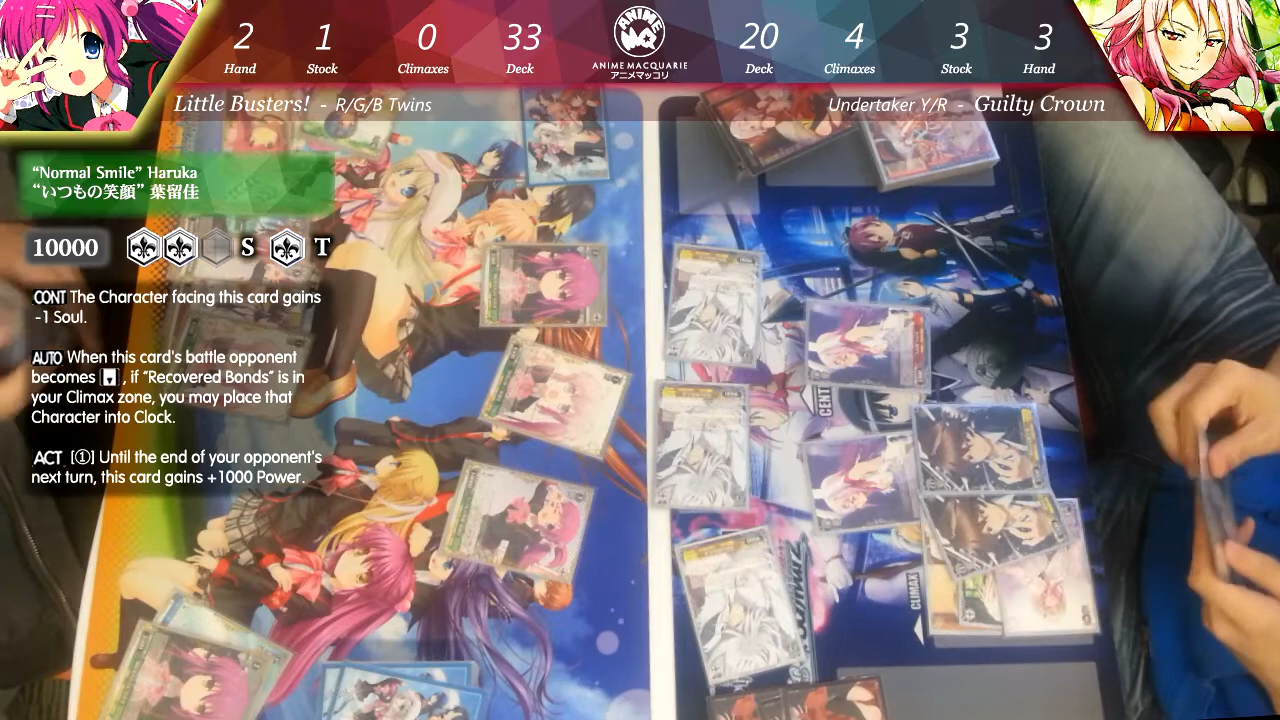 2 1 0 33 20 4 3 3
Hand Stock Climaxes Deck Deck Climaxes Stock Hand
ANIME MQ
ANIME MACQUARIE
アニメマッコリ
Little Busters! - R/G/B Twins
Undertaker Y/R - Guilty Crown
“Normal Smile” Haruka
“いつもの笑顔” 葉留佳
10000 S T
CONT The Character facing this card gains
-1 Soul.
AUTO When this card's battle opponent
becomes , if “Recovered Bonds” is in
your Climax zone, you may place that
Character into Clock.
ACT [①] Until the end of your opponent's
next turn, this card gains +1000 Power.
CENT
CLIMAX